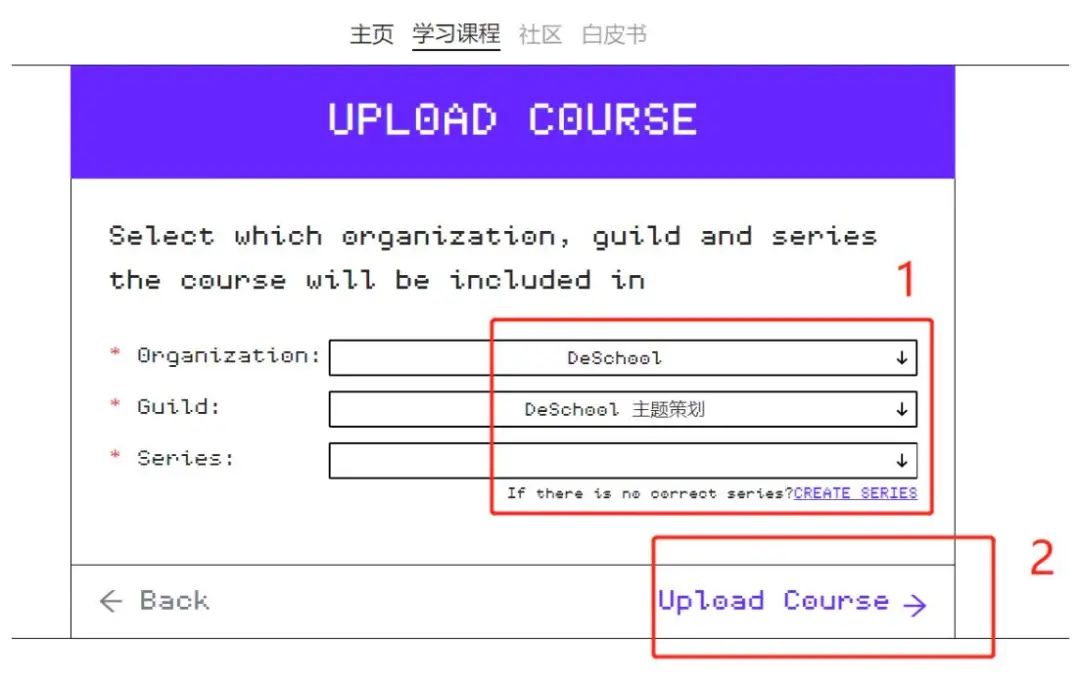 主页 学习课程 社区 白皮书
UPLOAD COURSE
Select which organization, guild and series
the course will be included in
1
* Organization: DeSchool ↓
* Guild: DeSchool 主题策划 ↓
* Series: ↓
If there is no correct series?CREATE SERIES
2
← Back Upload Course →